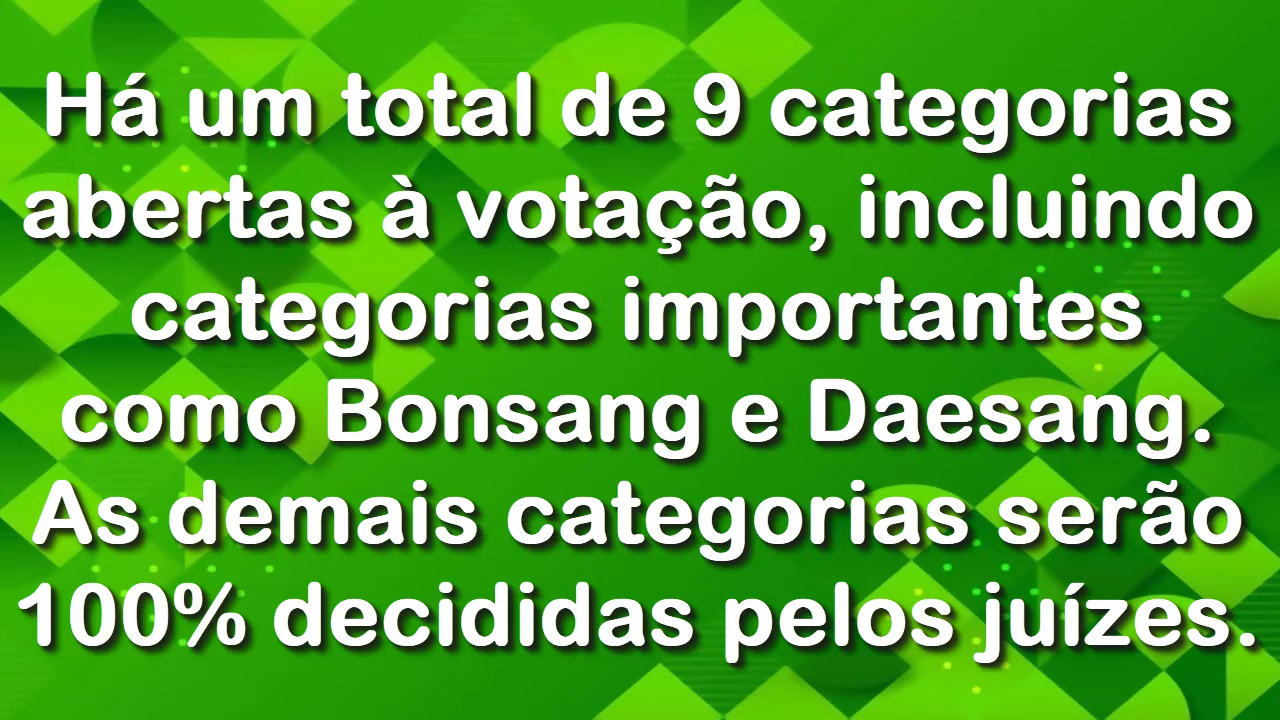 Há um total de 9 categorias
abertas à votação, incluindo
categorias importantes
como Bonsang e Daesang.
As demais categorias serão
100% decididas pelos juízes.